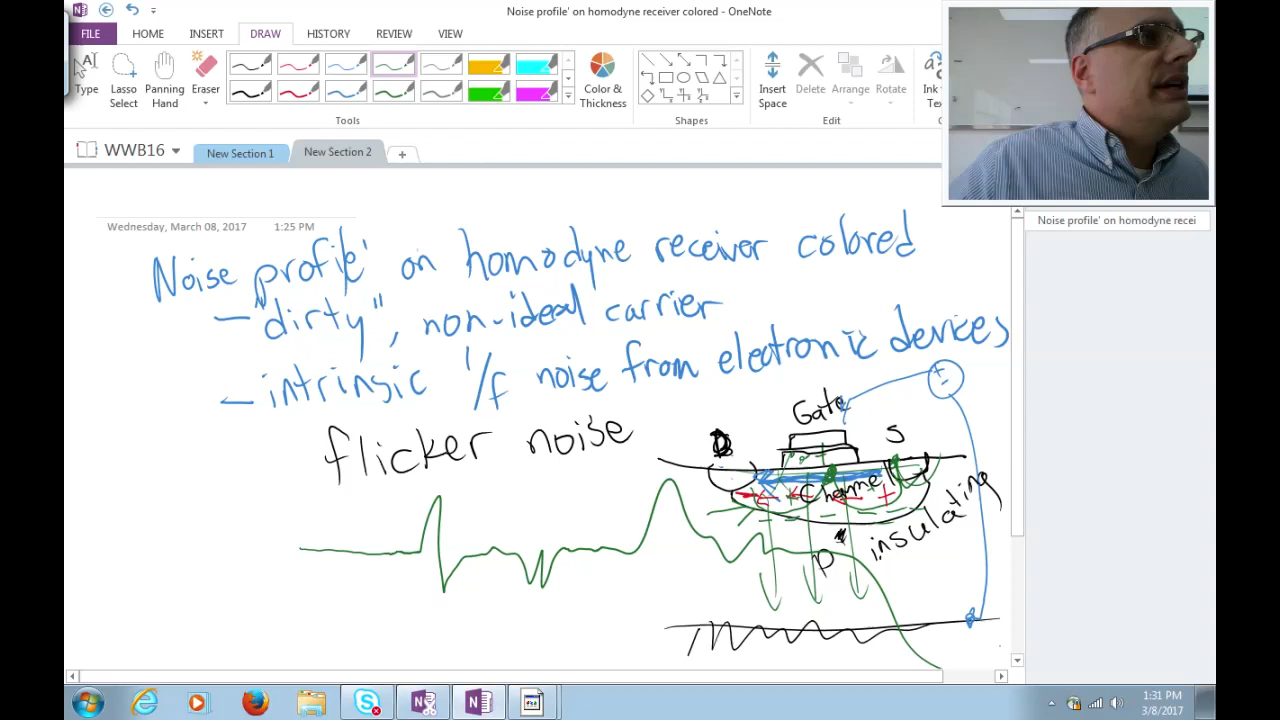 Noise profile' on homodyne receiver colored - OneNote
FILE HOME INSERT DRAW HISTORY REVIEW VIEW
Type
Lasso Select
Panning Hand
Eraser
Color & Thickness
Insert Space
Delete
Arrange
Rotate
Ink to
Tools
Shapes
Edit
WWB16
New Section 1
New Section 2
Noise profile' on homodyne recei
Wednesday, March 08, 2017 1:25 PM
Noise profile' on homodyne receiver colored
- "dirty", non-ideal carrier
- intrinsic 1/f noise from electronic devices
flicker noise
Gate
D
S
Channel
P
insulating
1:31 PM
3/8/2017